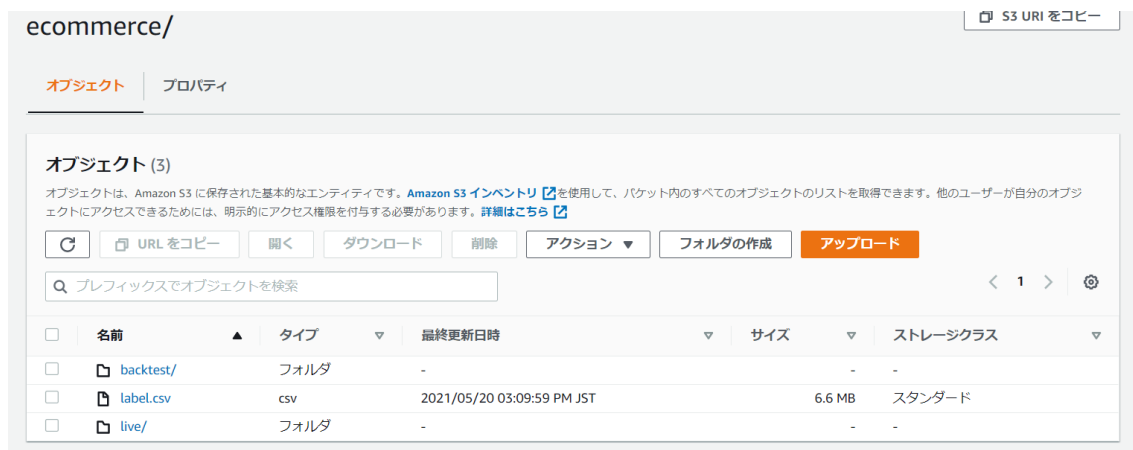 ecommerce/
S3 URI をコピー
オブジェクト プロパティ
オブジェクト (3)
オブジェクトは、Amazon S3 に保存された基本的なエンティティです。Amazon S3 インベントリ を使用して、バケット内のすべてのオブジェクトのリストを取得できます。他のユーザーが自分のオブジ
ェクトにアクセスできるためには、明示的にアクセス権限を付与する必要があります。詳細はこちら
URL をコピー 開く ダウンロード 削除 アクション フォルダの作成 アップロード
プレフィックスでオブジェクトを検索
1
名前 タイプ 最終更新日時 サイズ ストレージクラス
backtest/ フォルダ - - -
label.csv csv 2021/05/20 03:09:59 PM JST 6.6 MB スタンダード
live/ フォルダ - - -